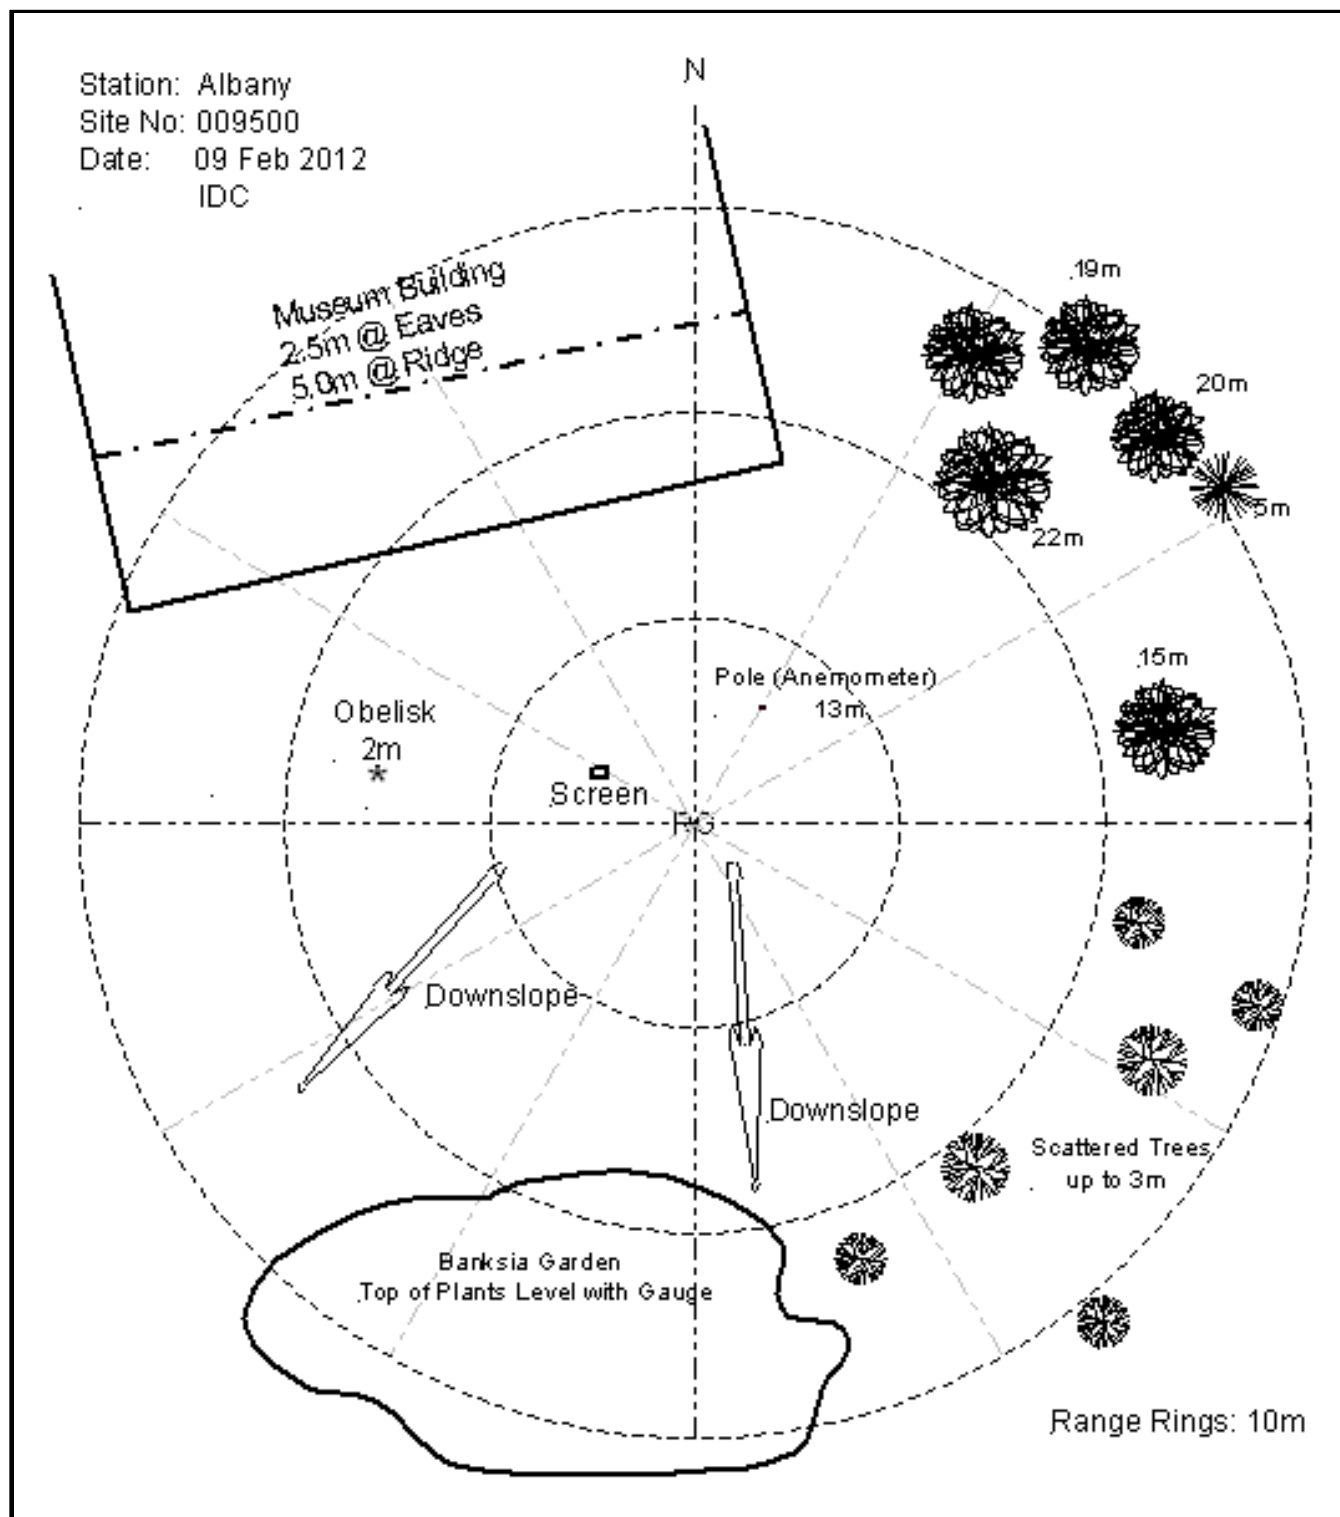 N
Station: Albany
Site No: 009500
Date: 09 Feb 2012
IDC
Museum Building
2.5m @ Eaves
5.0m @ Ridge
19m
20m
5m
22m
15m
Pole (Anemometer)
13m
Obelisk
2m
*
Screen
RG
Downslope
Downslope
Scattered Trees
up to 3m
Banksia Garden
Top of Plants Level with Gauge
Range Rings: 10m